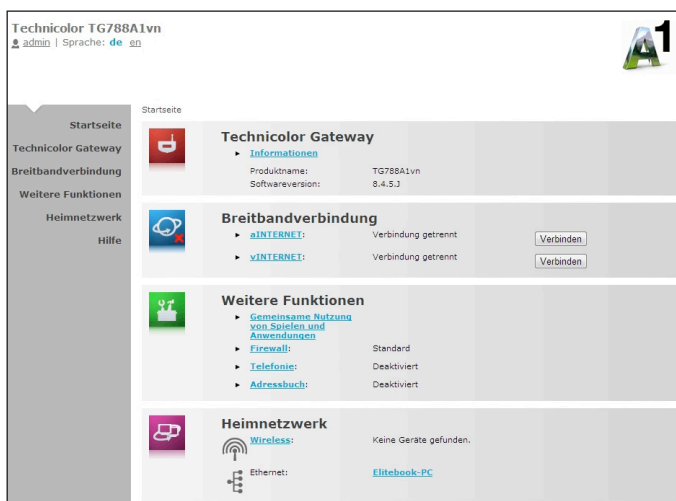 Technicolor TG788A1vn
admin | Sprache: de en
A1
Startseite
Startseite
Technicolor Gateway
Breitbandverbindung
Weitere Funktionen
Heimnetzwerk
Hilfe
Technicolor Gateway
Informationen
Produktname: TG788A1vn
Softwareversion: 8.4.5.J
Breitbandverbindung
aINTERNET: Verbindung getrennt Verbinden
vINTERNET: Verbindung getrennt Verbinden
Weitere Funktionen
Gemeinsame Nutzung
von Spielen und
Anwendungen
Firewall: Standard
Telefonie: Deaktiviert
Adressbuch: Deaktiviert
Heimnetzwerk
Wireless: Keine Geräte gefunden.
Ethernet: Elitebook-PC